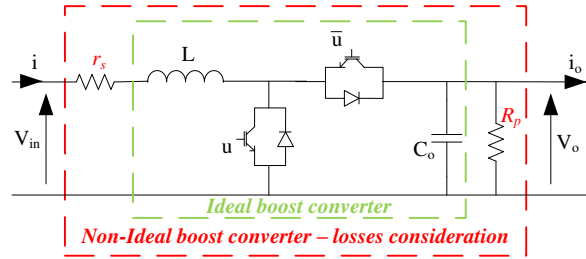 i
r_s
L
u̅
i_o
V_in
u
C_o
R_p
V_o
Ideal boost converter
Non-Ideal boost converter – losses consideration